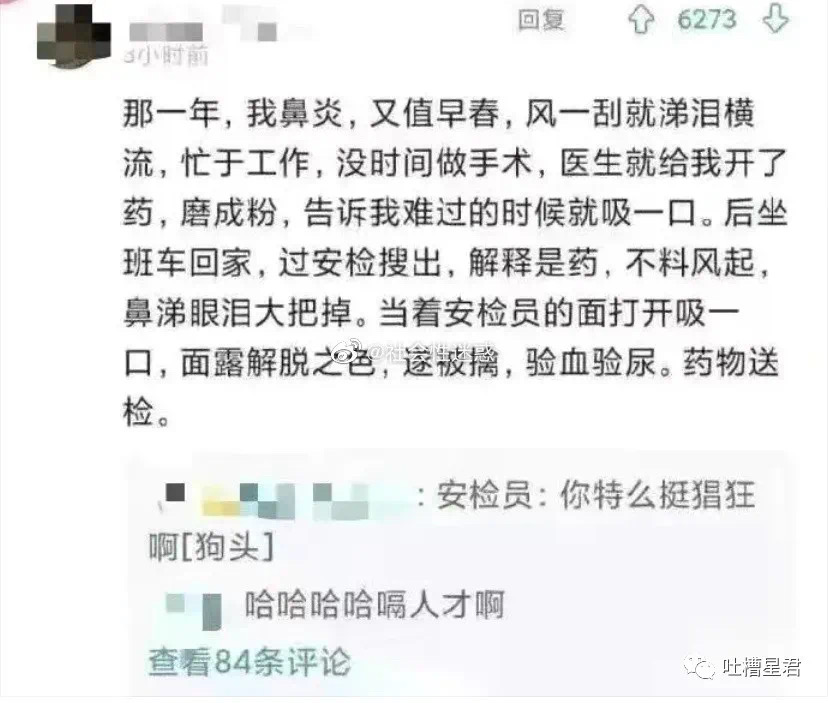 回复 6273
3小时前
那一年，我鼻炎，又值早春，风一刮就涕泪横
流，忙于工作，没时间做手术，医生就给我开了
药，磨成粉，告诉我难过的时候就吸一口。后坐
班车回家，过安检搜出，解释是药，不料风起，
鼻涕眼泪大把掉。当着安检员的面打开吸一
口，面露解脱之色，遂被擒，验血验尿。药物送
检。
@社会性迷惑
：安检员：你特么挺猖狂
啊[狗头]
哈哈哈哈嗝人才啊
查看84条评论
吐槽星君